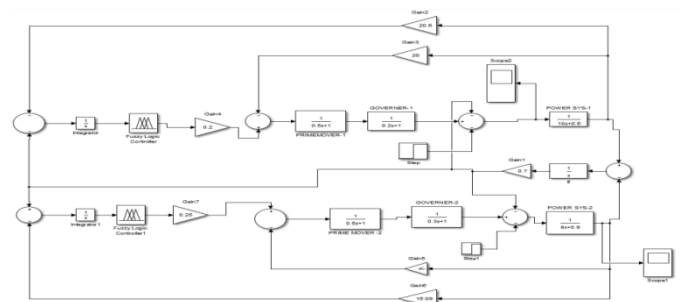 Gain2
20.6
Gain3
20
Scope2
GOVERNER-1
POWER SYS-1
Gain4
0.2
1
0.5s+1
1
0.2s+1
1
10s+0.6
Integrator
Fuzzy Logic
Controller
PRIMEMOVER-1
Step
Gain1
0.7
1
Gain7
0.25
GOVERNER-2
POWER SYS-2
1
0.6s+1
1
0.3s+1
1
8s+0.9
Integrator1
Fuzzy Logic
Controller1
PRIME MOVER -2
Step1
Scope1
Gain5
Gain6